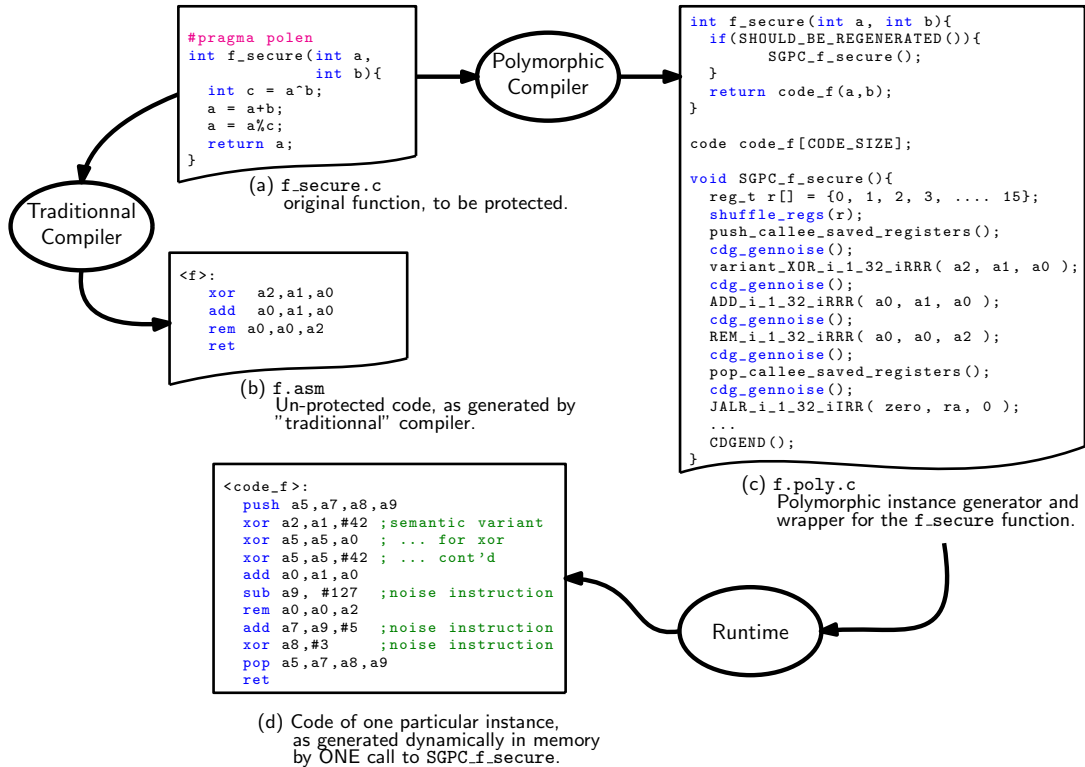 #pragma polen
int f_secure(int a,
int b){
int c = a^b;
a = a+b;
a = a%c;
return a;
}
(a) f_secure.c
original function, to be protected.
Polymorphic
Compiler
Traditionnal
Compiler
<f>:
xor a2,a1,a0
add a0,a1,a0
rem a0,a0,a2
ret
(b) f.asm
Un-protected code, as generated by
"traditionnal" compiler.
int f_secure(int a, int b){
if(SHOULD_BE_REGENERATED()){
SGPC_f_secure();
}
return code_f(a,b);
}
code code_f[CODE_SIZE];
void SGPC_f_secure(){
reg_t r[] = {0, 1, 2, 3, .... 15};
shuffle_regs(r);
push_callee_saved_registers();
cdg_gennoise();
variant_XOR_i_1_32_iRRR( a2, a1, a0 );
cdg_gennoise();
ADD_i_1_32_iRRR( a0, a1, a0 );
cdg_gennoise();
REM_i_1_32_iRRR( a0, a0, a2 );
cdg_gennoise();
pop_callee_saved_registers();
cdg_gennoise();
JALR_i_1_32_iIRR( zero, ra, 0 );
...
CDGEND();
}
(c) f.poly.c
Polymorphic instance generator and
wrapper for the f_secure function.
Runtime
<code_f>:
push a5,a7,a8,a9
xor a2,a1,#42 ;semantic variant
xor a5,a5,a0 ; ... for xor
xor a5,a5,#42 ; ... cont'd
add a0,a1,a0
sub a9, #127 ;noise instruction
rem a0,a0,a2
add a7,a9,#5 ;noise instruction
xor a8,#3 ;noise instruction
pop a5,a7,a8,a9
ret
(d) Code of one particular instance,
as generated dynamically in memory
by ONE call to SGPC_f_secure.